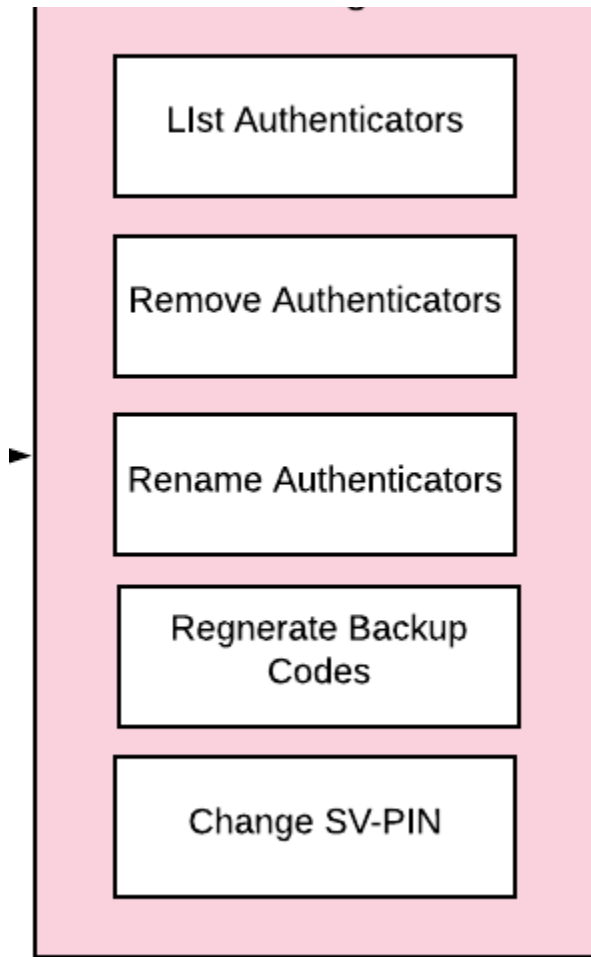 LIst Authenticators
Remove Authenticators
Rename Authenticators
Regnerate Backup
Codes
Change SV-PIN